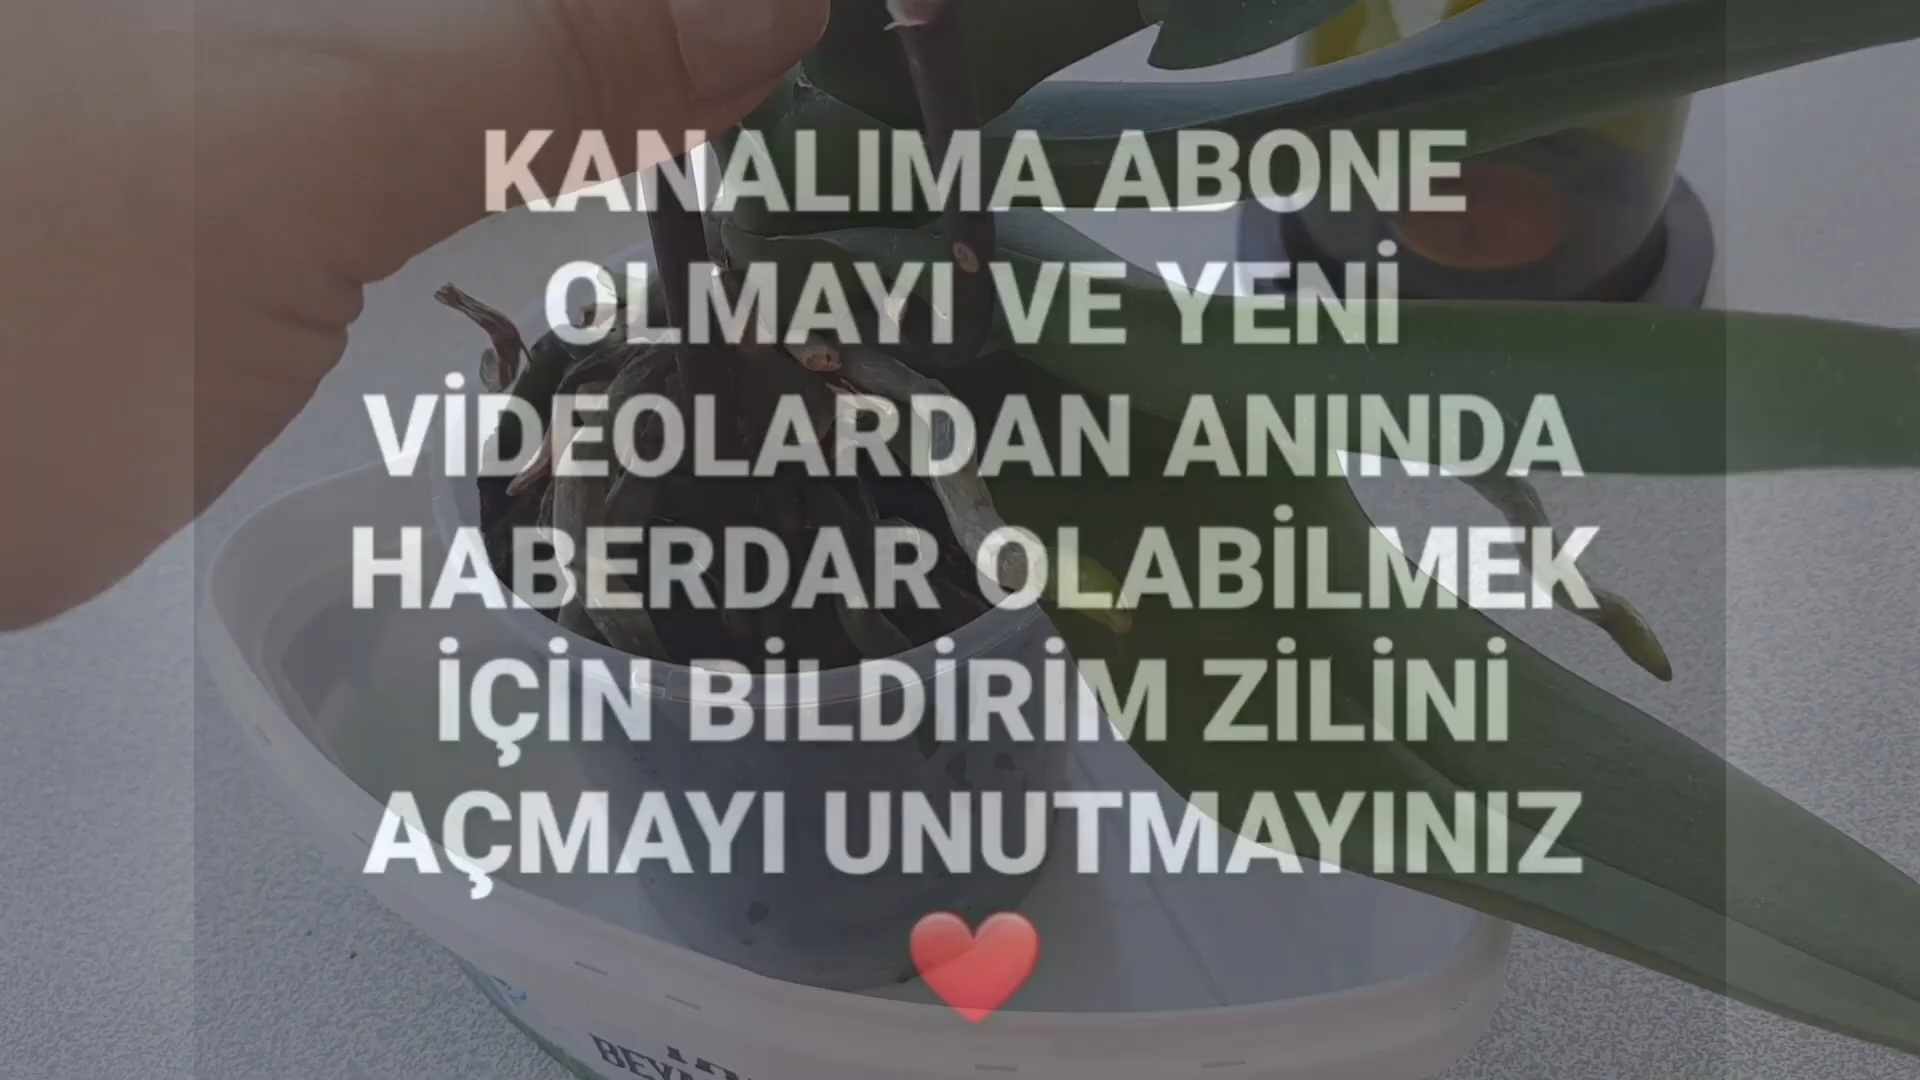 KANALIMA ABONE
OLMAYI VE YENİ
VİDEOLARDAN ANINDA
HABERDAR OLABİLMEK
İÇİN BİLDİRİM ZİLİNİ
AÇMAYI UNUTMAYINIZ
❤️